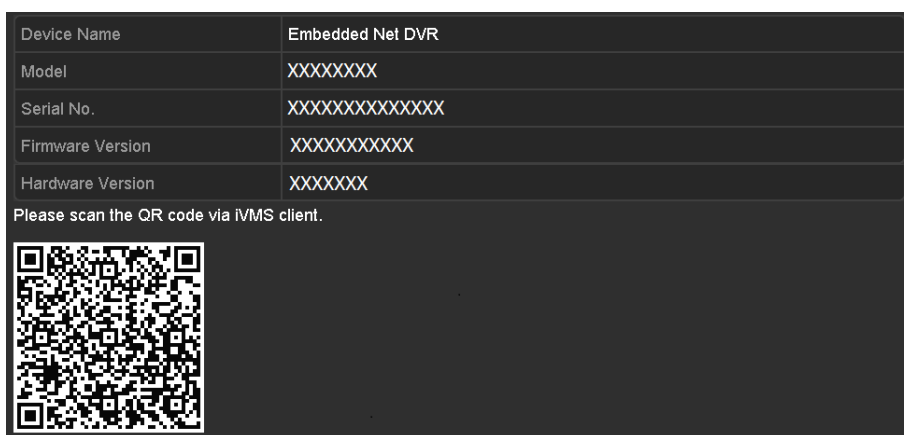 Device Name Embedded Net DVR
Model XXXXXXXX
Serial No. XXXXXXXXXXXXXX
Firmware Version XXXXXXXXXXX
Hardware Version XXXXXXX
Please scan the QR code via iVMS client.